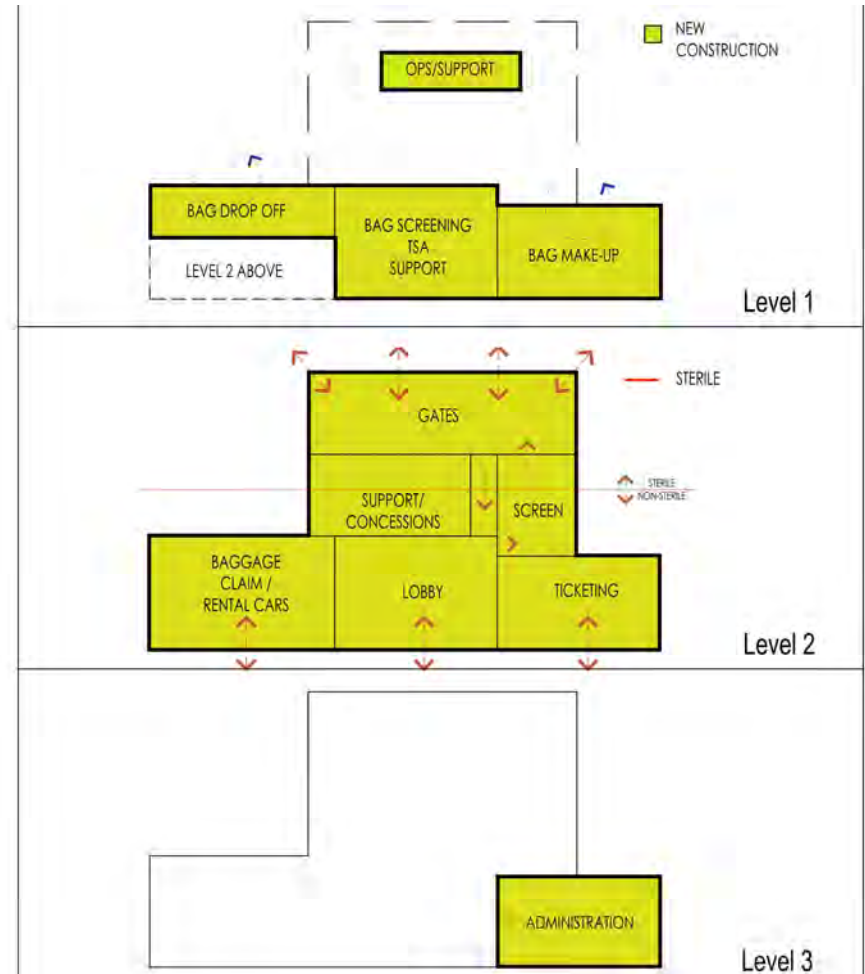 NEW
CONSTRUCTION
OPS/SUPPORT
BAG DROP OFF
BAG SCREENING
TSA
SUPPORT
BAG MAKE-UP
LEVEL 2 ABOVE
Level 1
STERILE
GATES
STERILE
NON-STERILE
SUPPORT/
CONCESSIONS
SCREEN
BAGGAGE
CLAIM /
RENTAL CARS
LOBBY
TICKETING
Level 2
ADMINISTRATION
Level 3